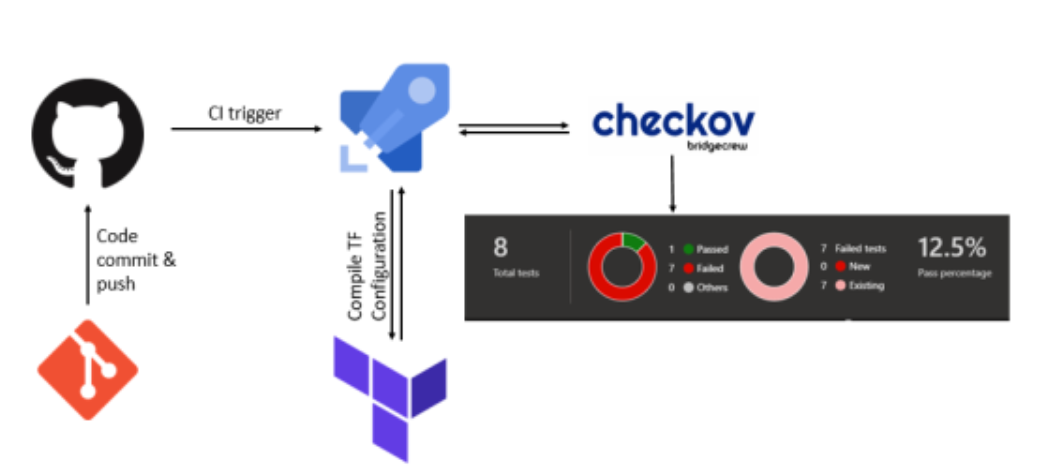 CI trigger
checkov
bridgecrew
Code
commit &
push
Compile TF
Configuration
8
Total tests
1 Passed
7 Failed
0 Others
7 Failed tests
0 New
7 Existing
12.5%
Pass percentage